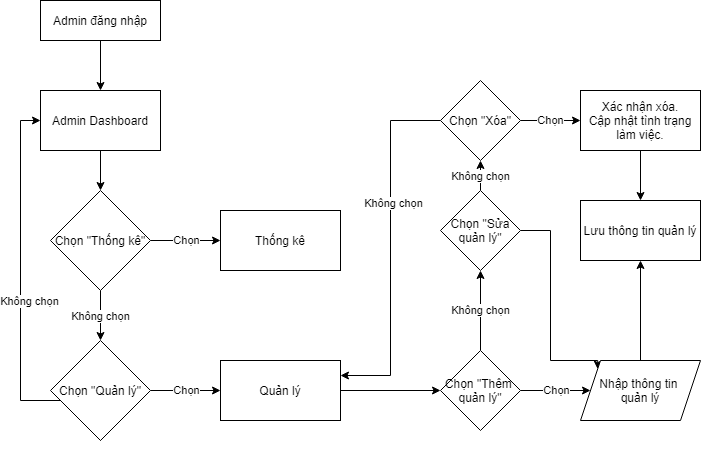 Admin đăng nhập
Admin Dashboard
Chọn "Xóa"
Chọn
Xác nhận xóa.
Cập nhật tình trạng
làm việc.
Không chọn
Không chọn
Chọn "Thống kê"
Chọn
Thống kê
Chọn "Sửa
quản lý"
Lưu thông tin quản lý
Không chọn
Không chọn
Không chọn
Chọn "Quản lý"
Chọn
Quản lý
Chọn "Thêm
quản lý"
Chọn
Nhập thông tin
quản lý